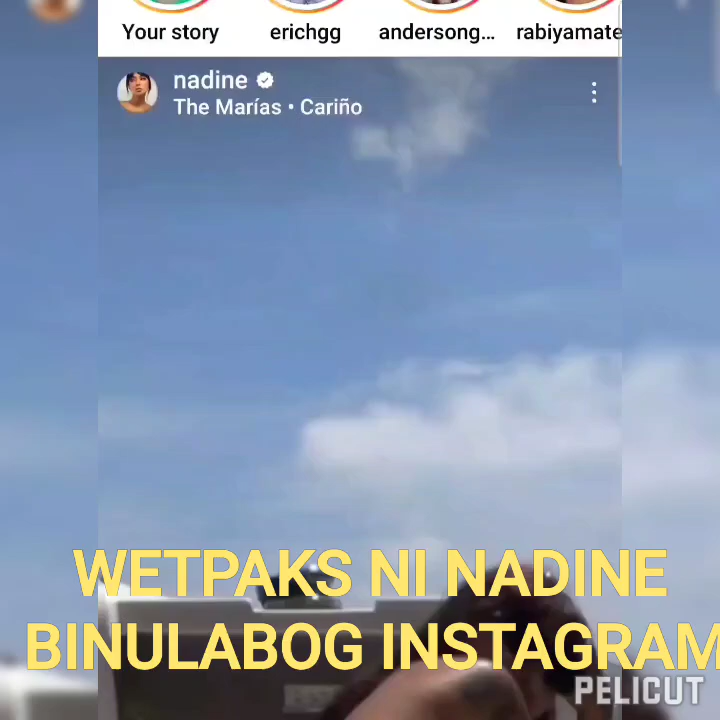 Your story erichgg andersong... rabiyamate
nadine
The Marías • Cariño
WETPAKS NI NADINE
BINULABOG INSTAGRAM
PELICUT